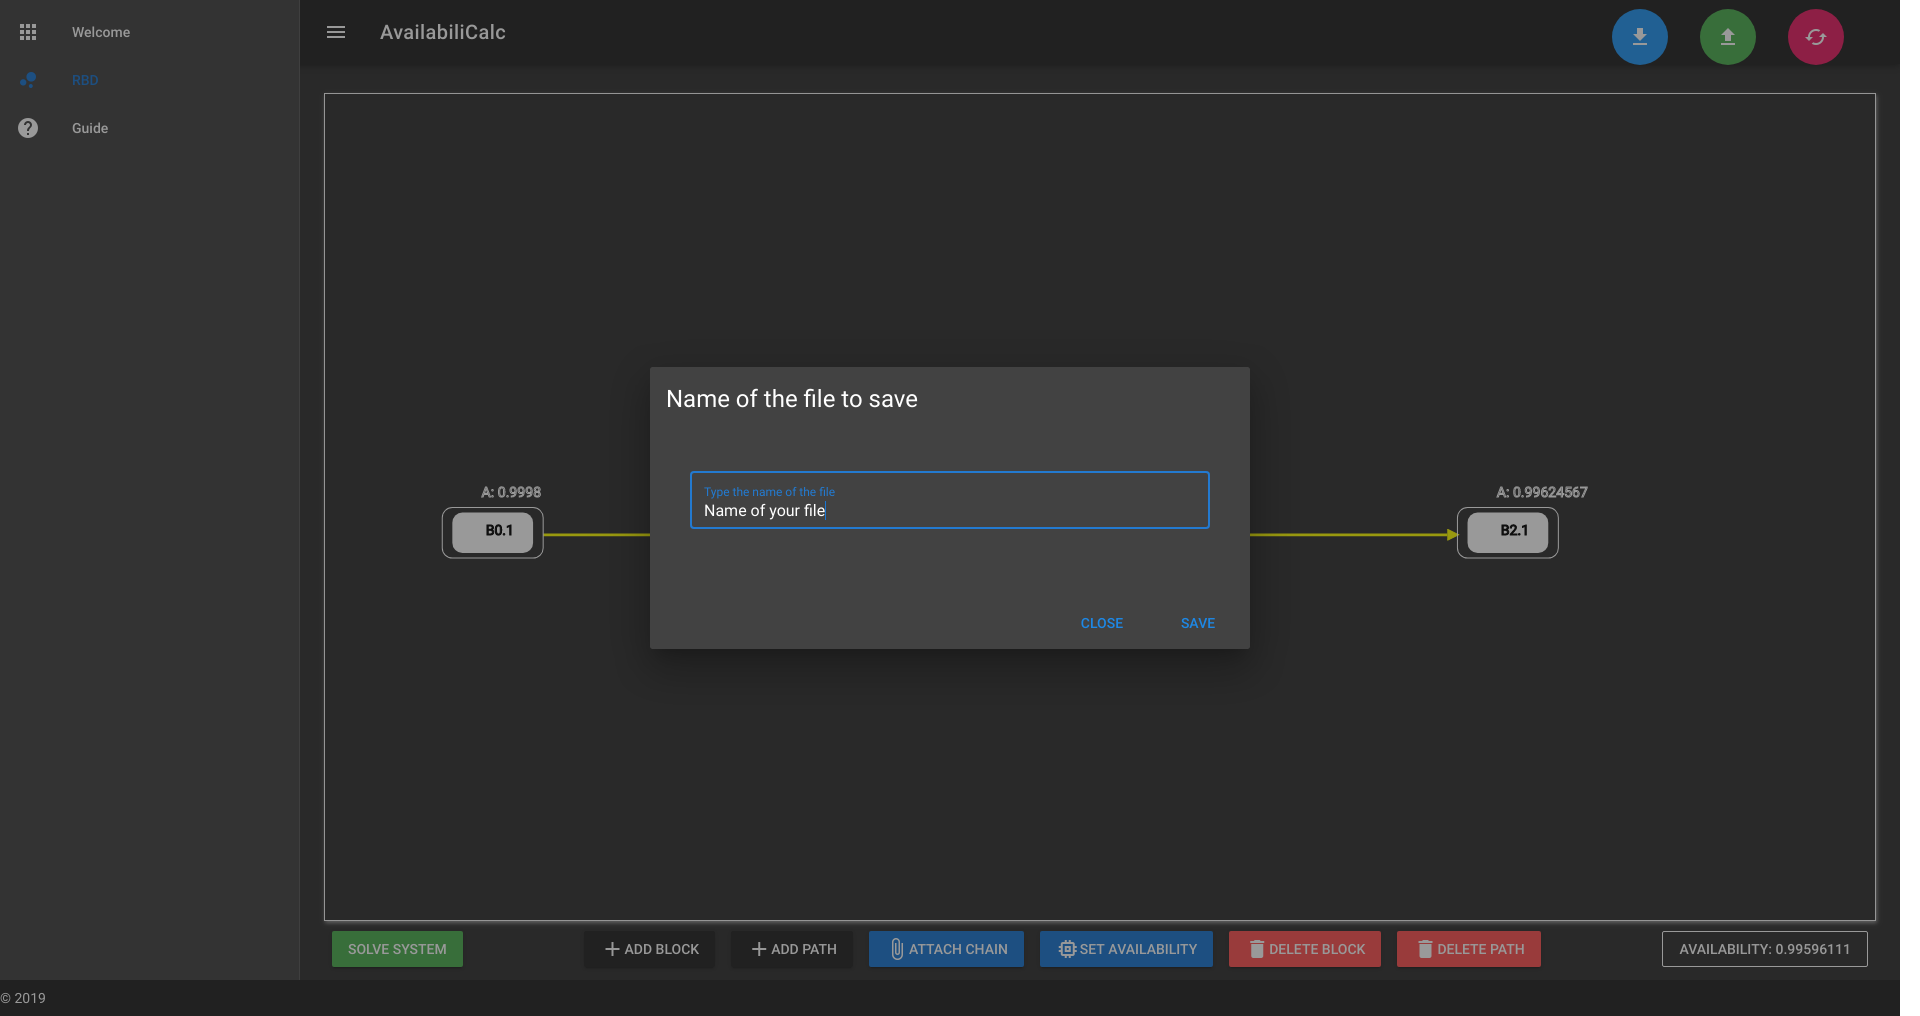 Welcome
RBD
Guide
AvailabiliCalc
Name of the file to save
Type the name of the file
Name of your file
CLOSE
SAVE
A: 0.9998
B0.1
A: 0.99624567
B2.1
SOLVE SYSTEM
ADD BLOCK
ADD PATH
ATTACH CHAIN
SET AVAILABILITY
DELETE BLOCK
DELETE PATH
AVAILABILITY: 0.99596111
© 2019